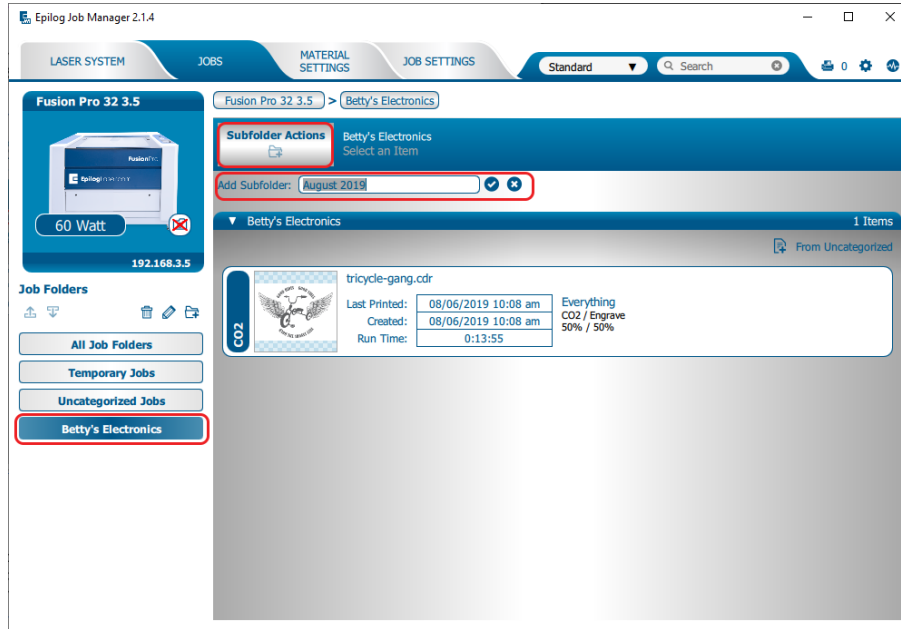 Epilog Job Manager 2.1.4
LASER SYSTEM
JOBS
MATERIAL
SETTINGS
JOB SETTINGS
Standard
Search
0
Fusion Pro 32 3.5
Fusion Pro 32 3.5 > Betty's Electronics
Subfolder Actions
Betty's Electronics
Select an Item
Add Subfolder: August 2019
FusionPro
60 Watt
192.168.3.5
Betty's Electronics
1 Items
From Uncategorized
Job Folders
All Job Folders
Temporary Jobs
Uncategorized Jobs
Betty's Electronics
CO2
tricycle-gang.cdr
Last Printed: 08/06/2019 10:08 am
Created: 08/06/2019 10:08 am
Run Time: 0:13:55
Everything
CO2 / Engrave
50% / 50%